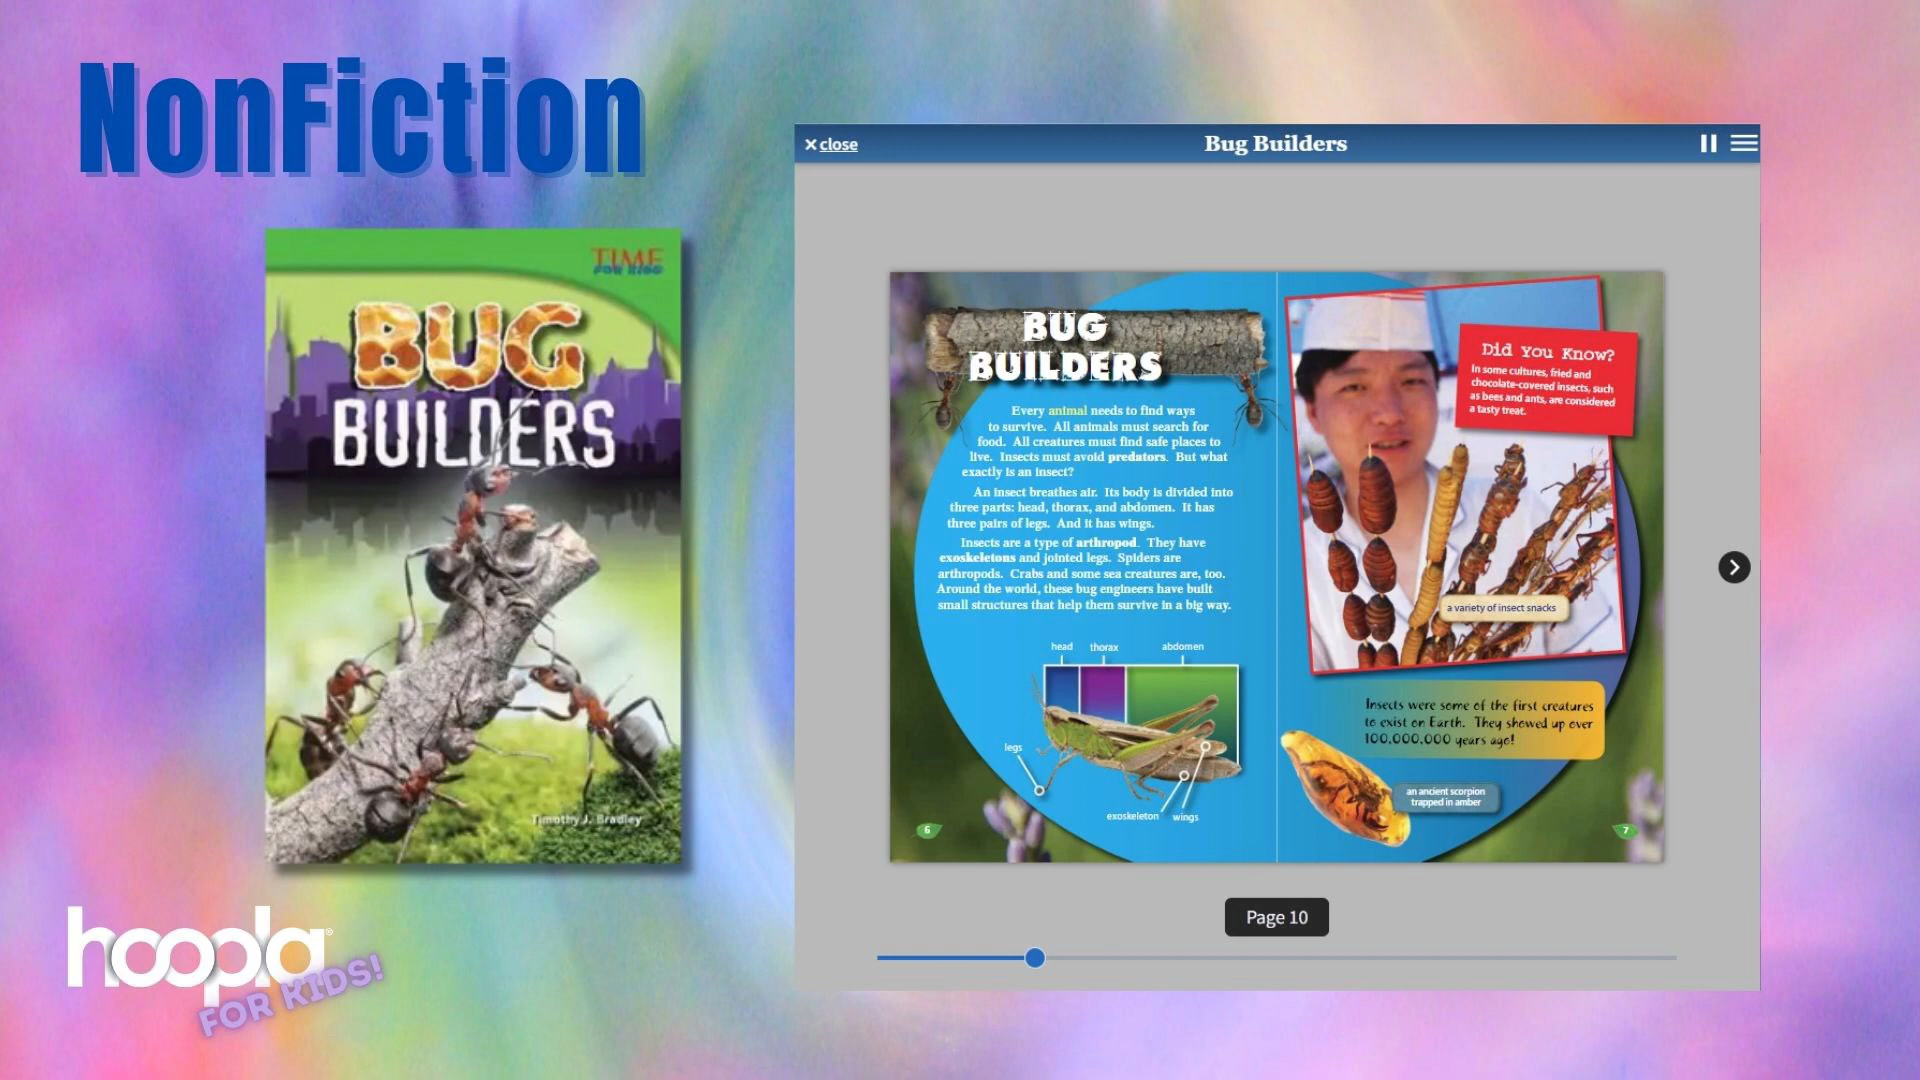 NonFiction
TIME
FOR KIDS
BUG
BUILDERS
Timothy J. Bradley
hoopla®
FOR KIDS!
× close
Bug Builders
BUG
BUILDERS
Every animal needs to find ways
to survive. All animals must search for
food. All creatures must find safe places to
live. Insects must avoid predators. But what
exactly is an insect?
An insect breathes air. Its body is divided into
three parts: head, thorax, and abdomen. It has
three pairs of legs. And it has wings.
Insects are a type of arthropod. They have
exoskeletons and jointed legs. Spiders are
arthropods. Crabs and some sea creatures are, too.
Around the world, these bug engineers have built
small structures that help them survive in a big way.
head thorax abdomen
legs
exoskeleton wings
6
Did You Know?
In some cultures, fried and
chocolate-covered insects, such
as bees and ants, are considered
a tasty treat.
a variety of insect snacks
Insects were some of the first creatures
to exist on Earth. They showed up over
100,000,000 years ago!
an ancient scorpion
trapped in amber
7
Page 10